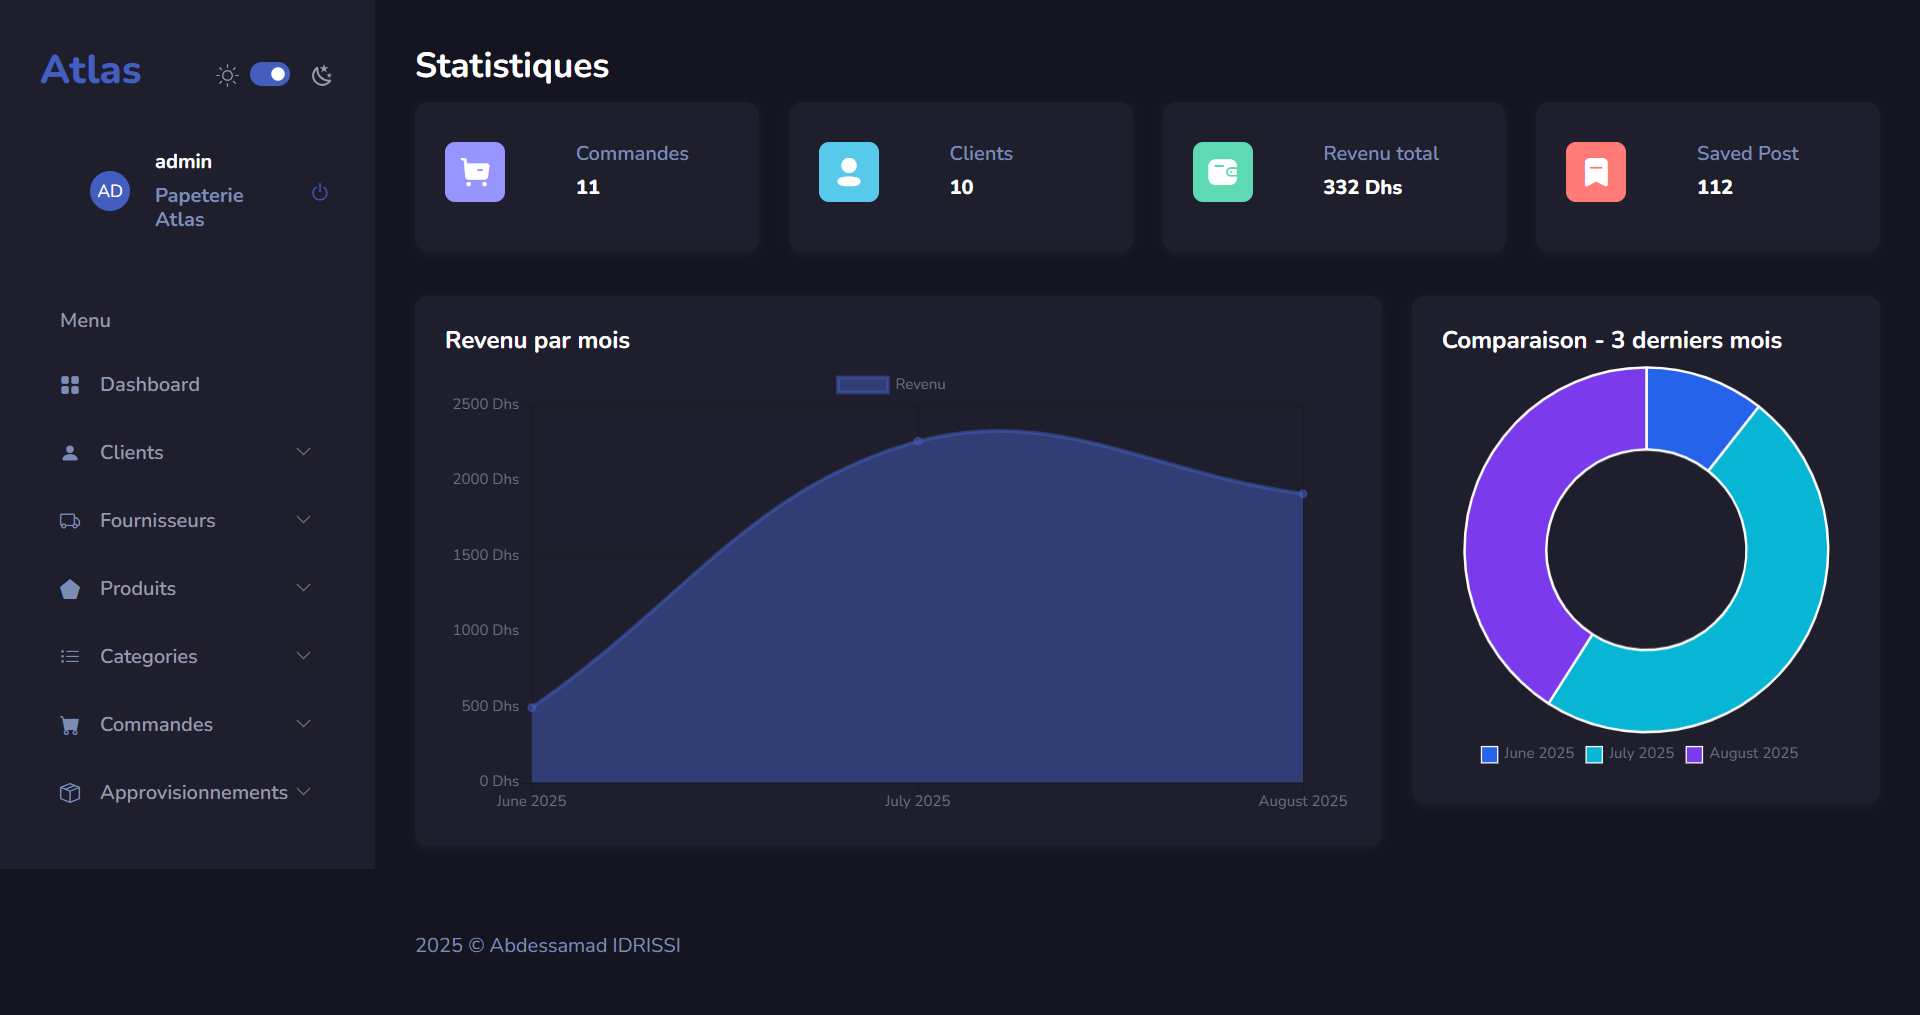 Atlas
AD
admin
Papeterie
Atlas
Menu
Dashboard
Clients
Fournisseurs
Produits
Categories
Commandes
Approvisionnements
Statistiques
Commandes
11
Clients
10
Revenu total
332 Dhs
Saved Post
112
Revenu par mois
Revenu
2500 Dhs
2000 Dhs
1500 Dhs
1000 Dhs
500 Dhs
0 Dhs
June 2025
July 2025
August 2025
Comparaison - 3 derniers mois
June 2025
July 2025
August 2025
2025 © Abdessamad IDRISSI